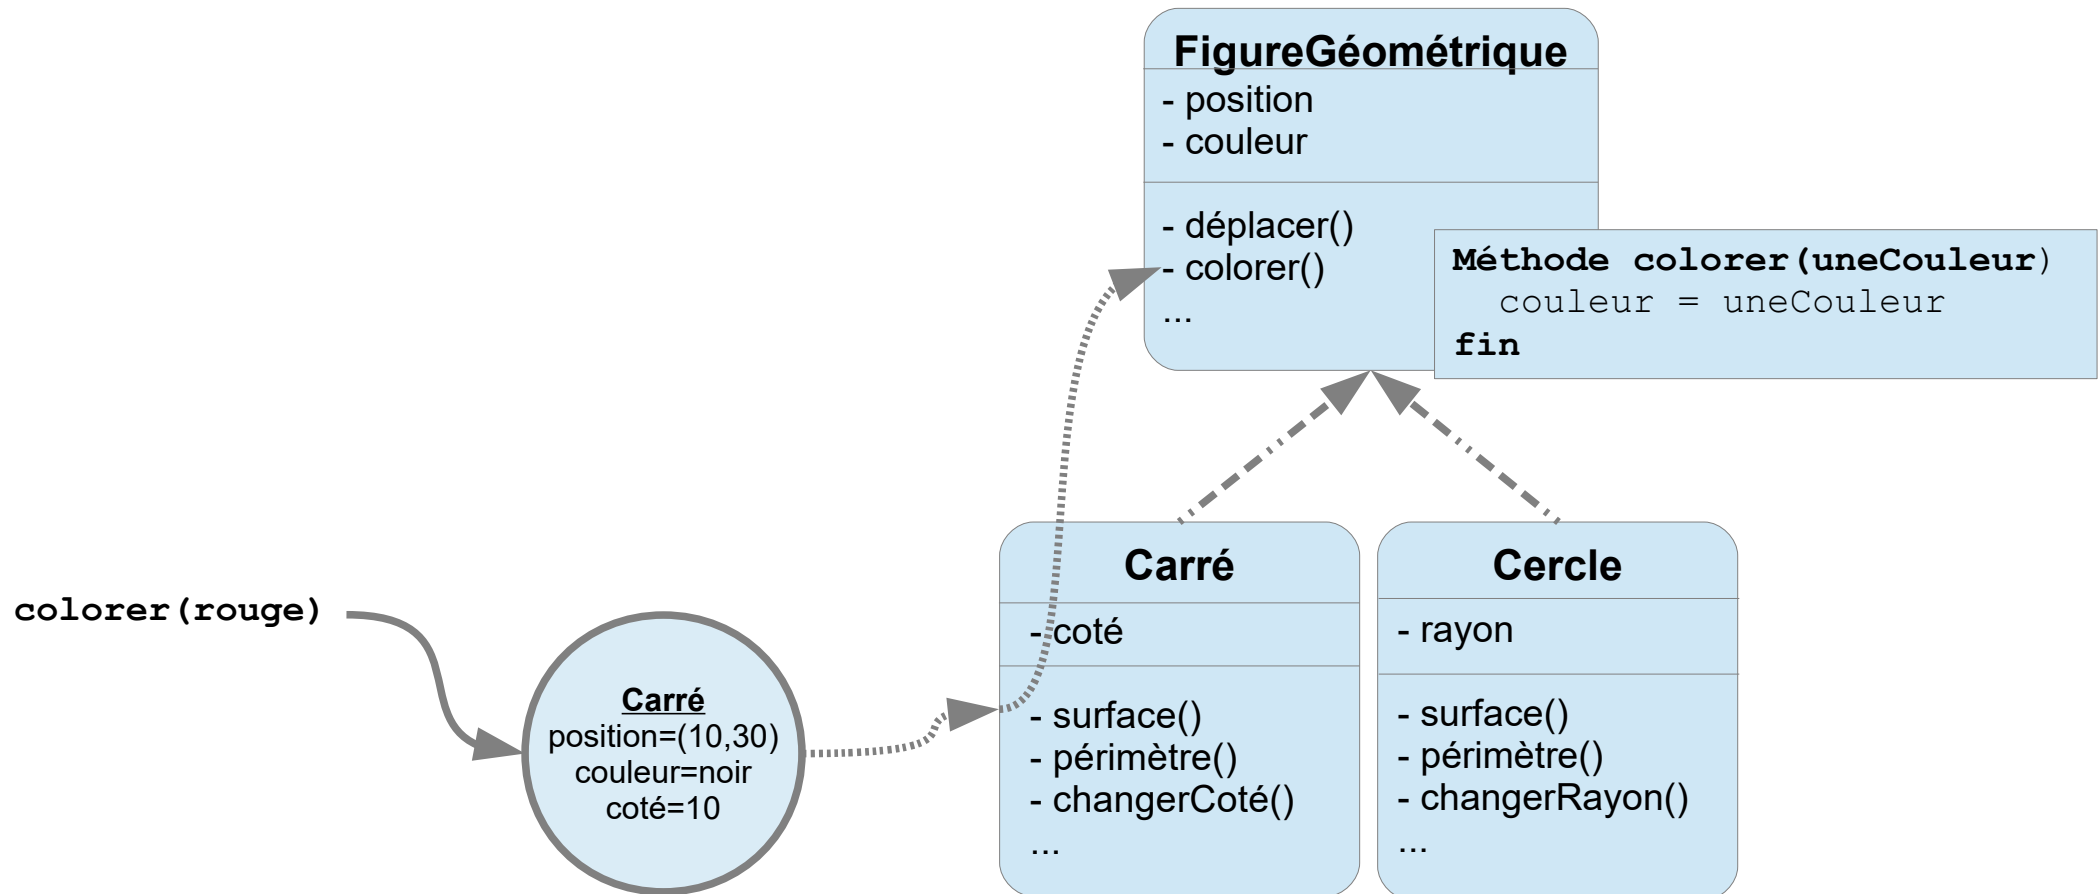 FigureGéométrique
- position
- couleur
- déplacer()
- colorer()
...
Méthode colorer(uneCouleur)
couleur = uneCouleur
fin
colorer(rouge)
Carré
position=(10,30)
couleur=noir
coté=10
Carré
- coté
- surface()
- périmètre()
- changerCoté()
...
Cercle
- rayon
- surface()
- périmètre()
- changerRayon()
...